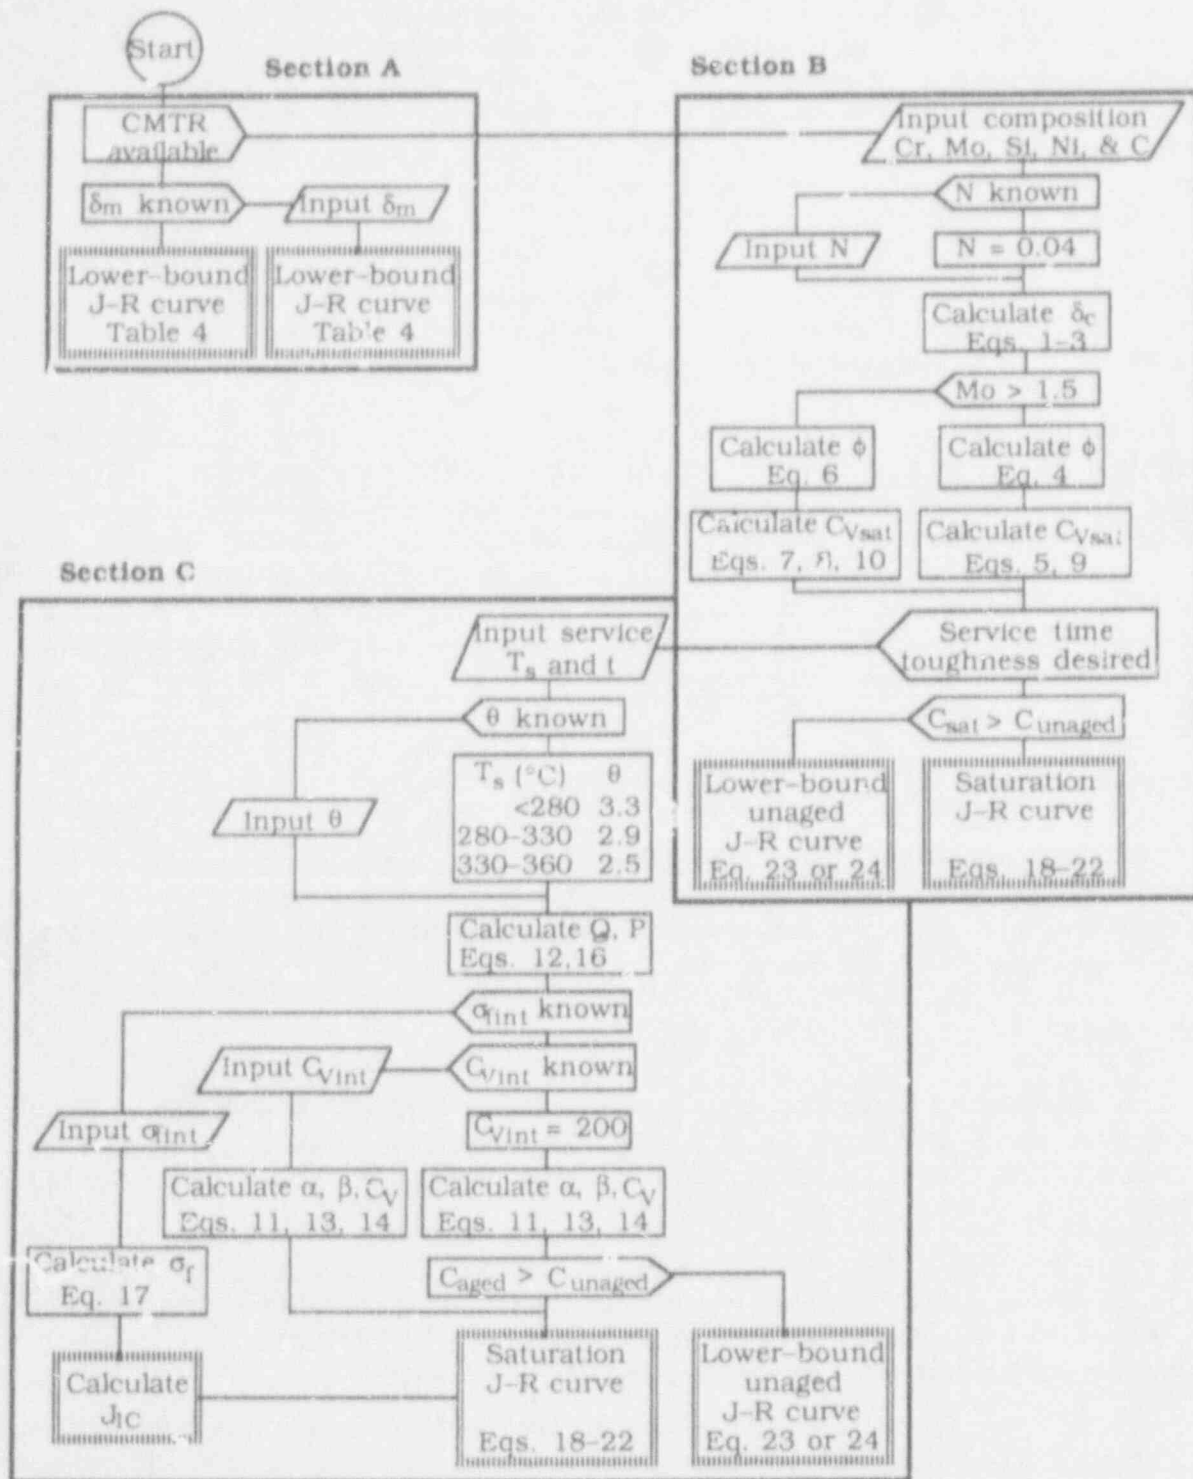 Start
Section A
CMTR
available
δm known
Input δm
Lower-bound
J-R curve
Table 4
Lower-bound
J-R curve
Table 4
Section B
Input composition
Cr, Mo, Si, Ni, & C
N known
Input N
N = 0.04
Calculate δc
Eqs. 1-3
Mo > 1.5
Calculate ϕ
Eq. 6
Calculate ϕ
Eq. 4
Calculate CVsat
Eqs. 7, 10
Calculate CVsat
Eqs. 5, 9
Service time
toughness desired
Csat > Cunaged
Lower-bound
unaged
J-R curve
Eq. 23 or 24
Saturation
J-R curve
Eqs. 18-22
Section C
Input service
Ts and t
θ known
Input θ
Ts (°C) θ
<280 3.3
280-330 2.9
330-360 2.5
Calculate Q, P
Eqs. 12,16
σfint known
Input CVint
CVint known
Input σfint
CVint = 200
Calculate α, β, CV
Eqs. 11, 13, 14
Calculate α, β, CV
Eqs. 11, 13, 14
Calculate σf
Eq. 17
Caged > Cunaged
Calculate
JIC
Saturation
J-R curve
Eqs. 18-22
Lower-bound
unaged
J-R curve
Eq. 23 or 24